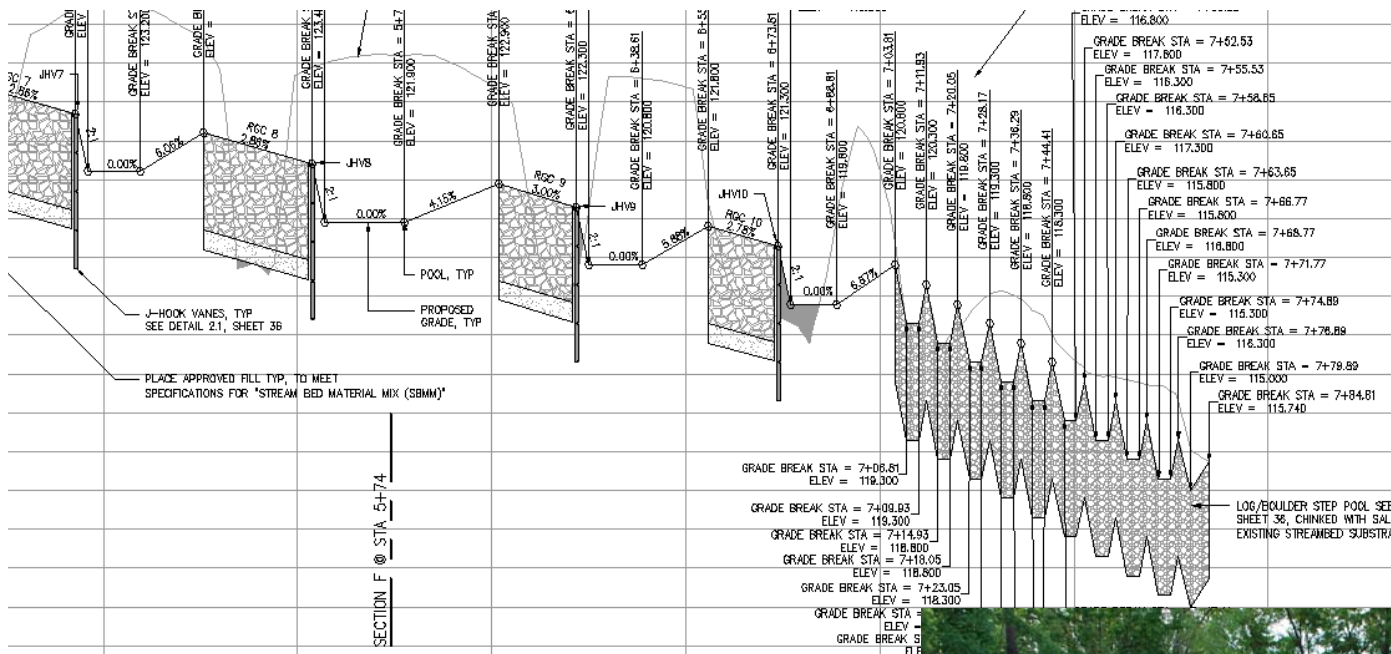 ELEV = 116.800
GRADE BREAK STA = 7+52.53
ELEV = 117.800
GRADE BREAK STA = 7+55.53
ELEV = 116.300
GRADE BREAK STA = 7+58.65
ELEV = 116.300
GRADE BREAK STA = 7+60.65
ELEV = 117.300
GRADE BREAK STA = 7+63.65
ELEV = 115.800
GRADE BREAK STA = 7+66.77
ELEV = 115.800
GRADE BREAK STA = 7+68.77
ELEV = 116.800
GRADE BREAK STA = 7+71.77
ELEV = 115.300
GRADE BREAK STA = 7+74.89
ELEV = 115.300
GRADE BREAK STA = 7+76.89
ELEV = 116.300
GRADE BREAK STA = 7+79.89
ELEV = 115.000
GRADE BREAK STA = 7+84.81
ELEV = 115.740
ELEV = 123.200
ELEV = 121.900
GRADE BREAK STA
ELEV = 122.900
GRADE BREAK STA = 6
ELEV = 122.300
GRADE BREAK STA = 6+38.61
ELEV = 120.800
ELEV = 121.800
GRADE BREAK STA = 6+73.81
ELEV = 121.300
GRADE BREAK STA = 6+88.81
ELEV = 119.800
GRADE BREAK STA = 7+03.81
ELEV = 120.800
GRADE BREAK STA = 7+11.93
ELEV = 120.300
GRADE BREAK STA = 7+20.05
ELEV = 119.800
GRADE BREAK STA = 7+28.17
ELEV = 119.300
GRADE BREAK STA = 7+36.29
ELEV = 118.800
GRADE BREAK STA = 7+44.41
ELEV = 118.300
JHV7
2:1
0.00%
6.06%
RGC 8
2.86%
JHV8
2:1
0.00%
4.15%
RGC 9
3.00%
JHV9
2:1
0.00%
5.88%
RGC 10
2.78%
JHV10
2:1
0.00%
6.87%
POOL, TYP
PROPOSED
GRADE, TYP
J-HOOK VANES, TYP
SEE DETAIL 2.1, SHEET 36
PLACE APPROVED FILL TYP, TO MEET
SPECIFICATIONS FOR "STREAM BED MATERIAL MIX (SBMM)"
SECTION F @ STA 5+74
GRADE BREAK STA = 7+06.81
ELEV = 119.300
GRADE BREAK STA = 7+09.93
ELEV = 119.300
GRADE BREAK STA = 7+14.93
ELEV = 118.800
GRADE BREAK STA = 7+18.05
ELEV = 118.800
GRADE BREAK STA = 7+23.05
ELEV = 118.300
GRADE BREAK STA =
ELEV =
GRADE BREAK S
LOG/BOULDER STEP POOL SEE
SHEET 36, CHINKED WITH SAL
EXISTING STREAMBED SUBSTRA